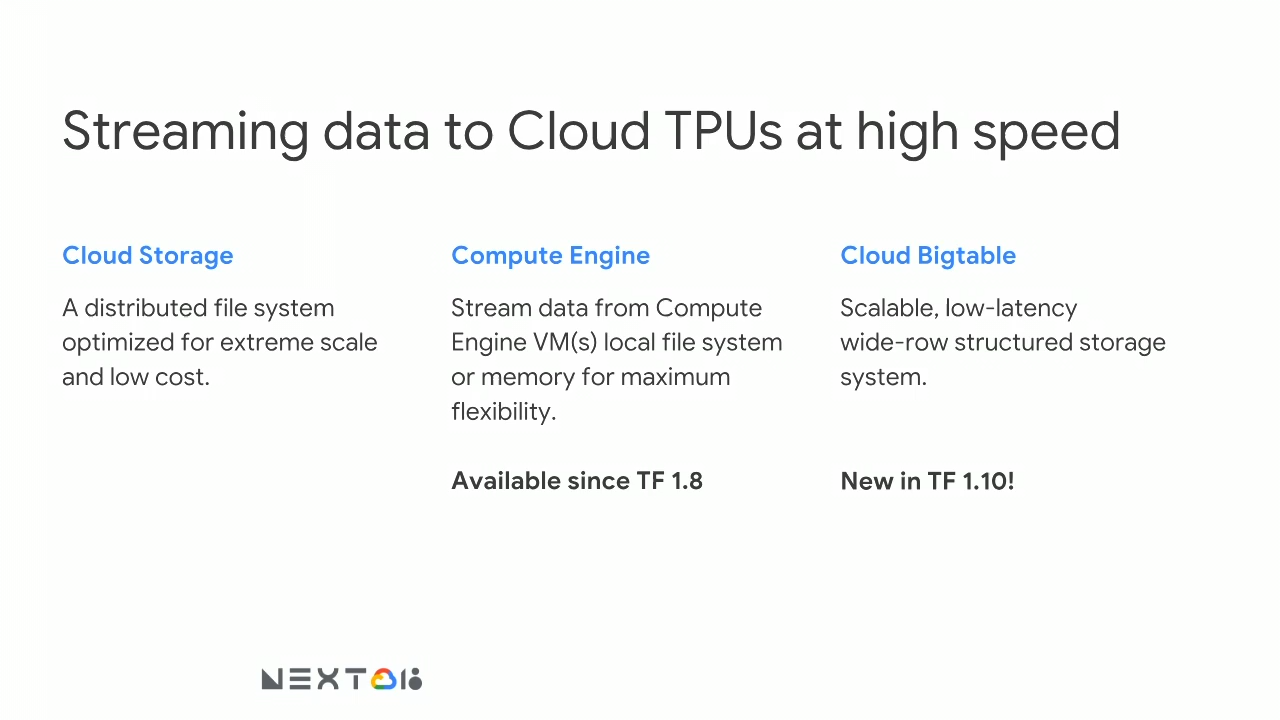 Streaming data to Cloud TPUs at high speed
Cloud Storage
A distributed file system
optimized for extreme scale
and low cost.
Compute Engine
Stream data from Compute
Engine VM(s) local file system
or memory for maximum
flexibility.
Available since TF 1.8
Cloud Bigtable
Scalable, low-latency
wide-row structured storage
system.
New in TF 1.10!
NEXT 18